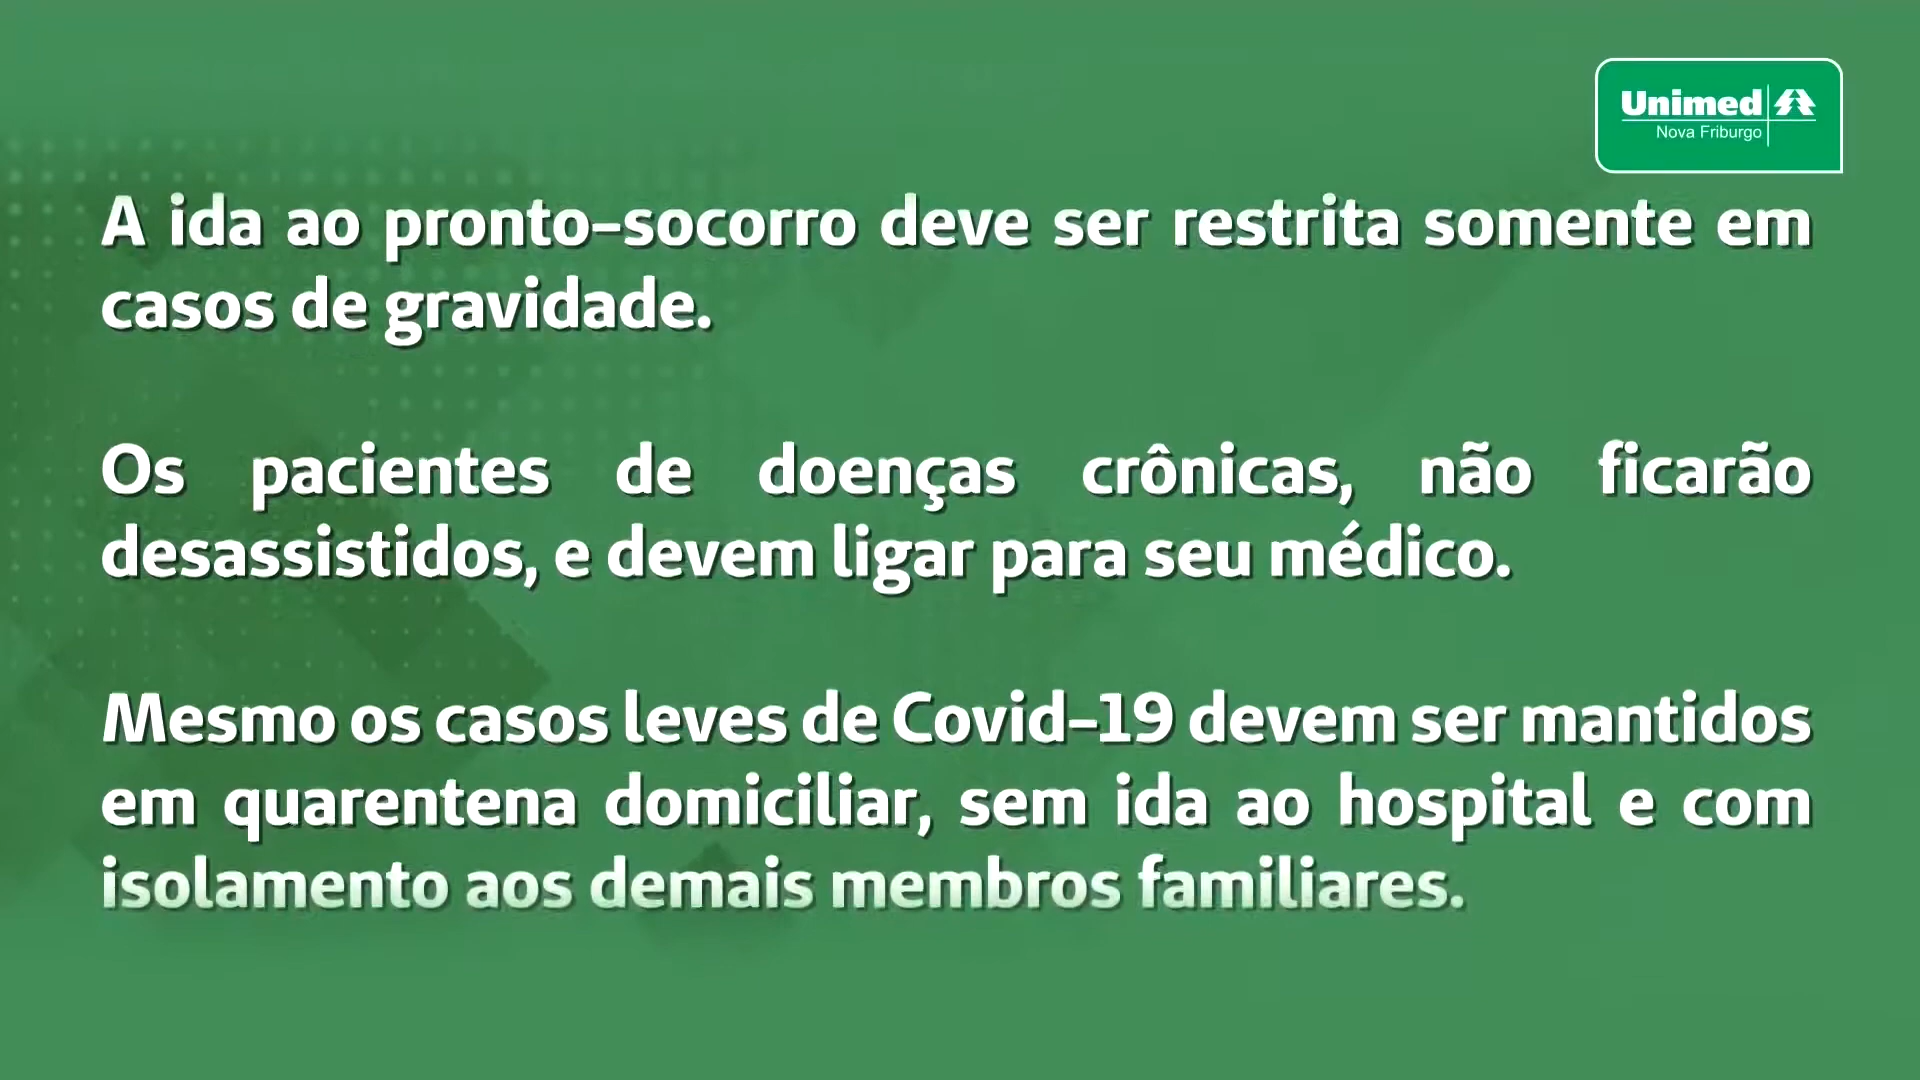 Unimed
Nova Friburgo
A ida ao pronto-socorro deve ser restrita somente em
casos de gravidade.
Os pacientes de doenças crônicas, não ficarão
desassistidos, e devem ligar para seu médico.
Mesmo os casos leves de Covid-19 devem ser mantidos
em quarentena domiciliar, sem ida ao hospital e com
isolamento aos demais membros familiares.